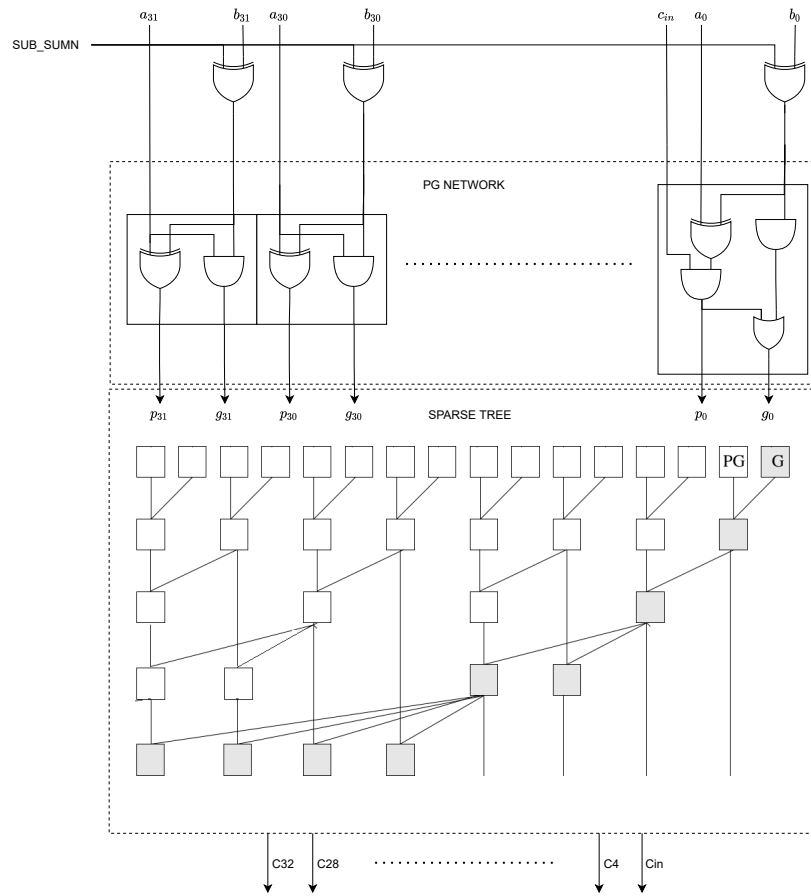 a31 b31 a30 b30 cin a0 b0
SUB_SUMN
PG NETWORK
p31 g31 p30 g30 SPARSE TREE p0 g0
PG G
C32 C28 C4 Cin